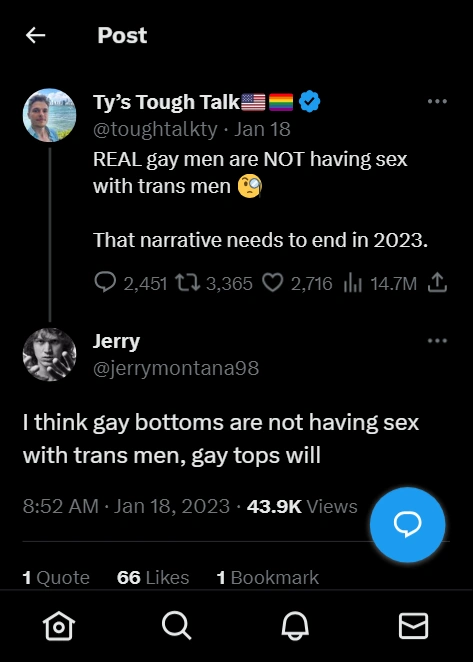 Post
Ty's Tough Talk🇺🇸🏳️‍🌈
@toughtalkty · Jan 18
REAL gay men are NOT having sex
with trans men 🧐
That narrative needs to end in 2023.
2,451 3,365 2,716 14.7M
Jerry
@jerrymontana98
I think gay bottoms are not having sex
with trans men, gay tops will
8:52 AM · Jan 18, 2023 · 43.9K Views
1 Quote 66 Likes 1 Bookmark